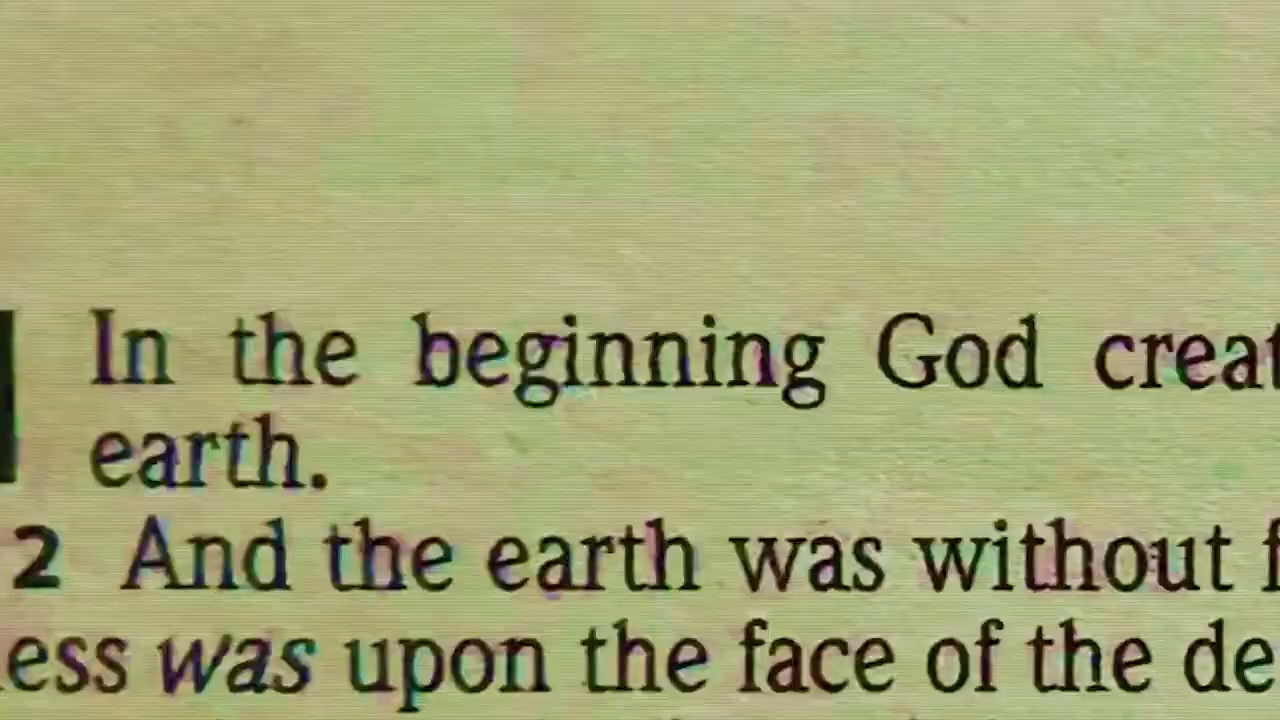 In the beginning God creat
earth.
2 And the earth was without f
ess was upon the face of the de